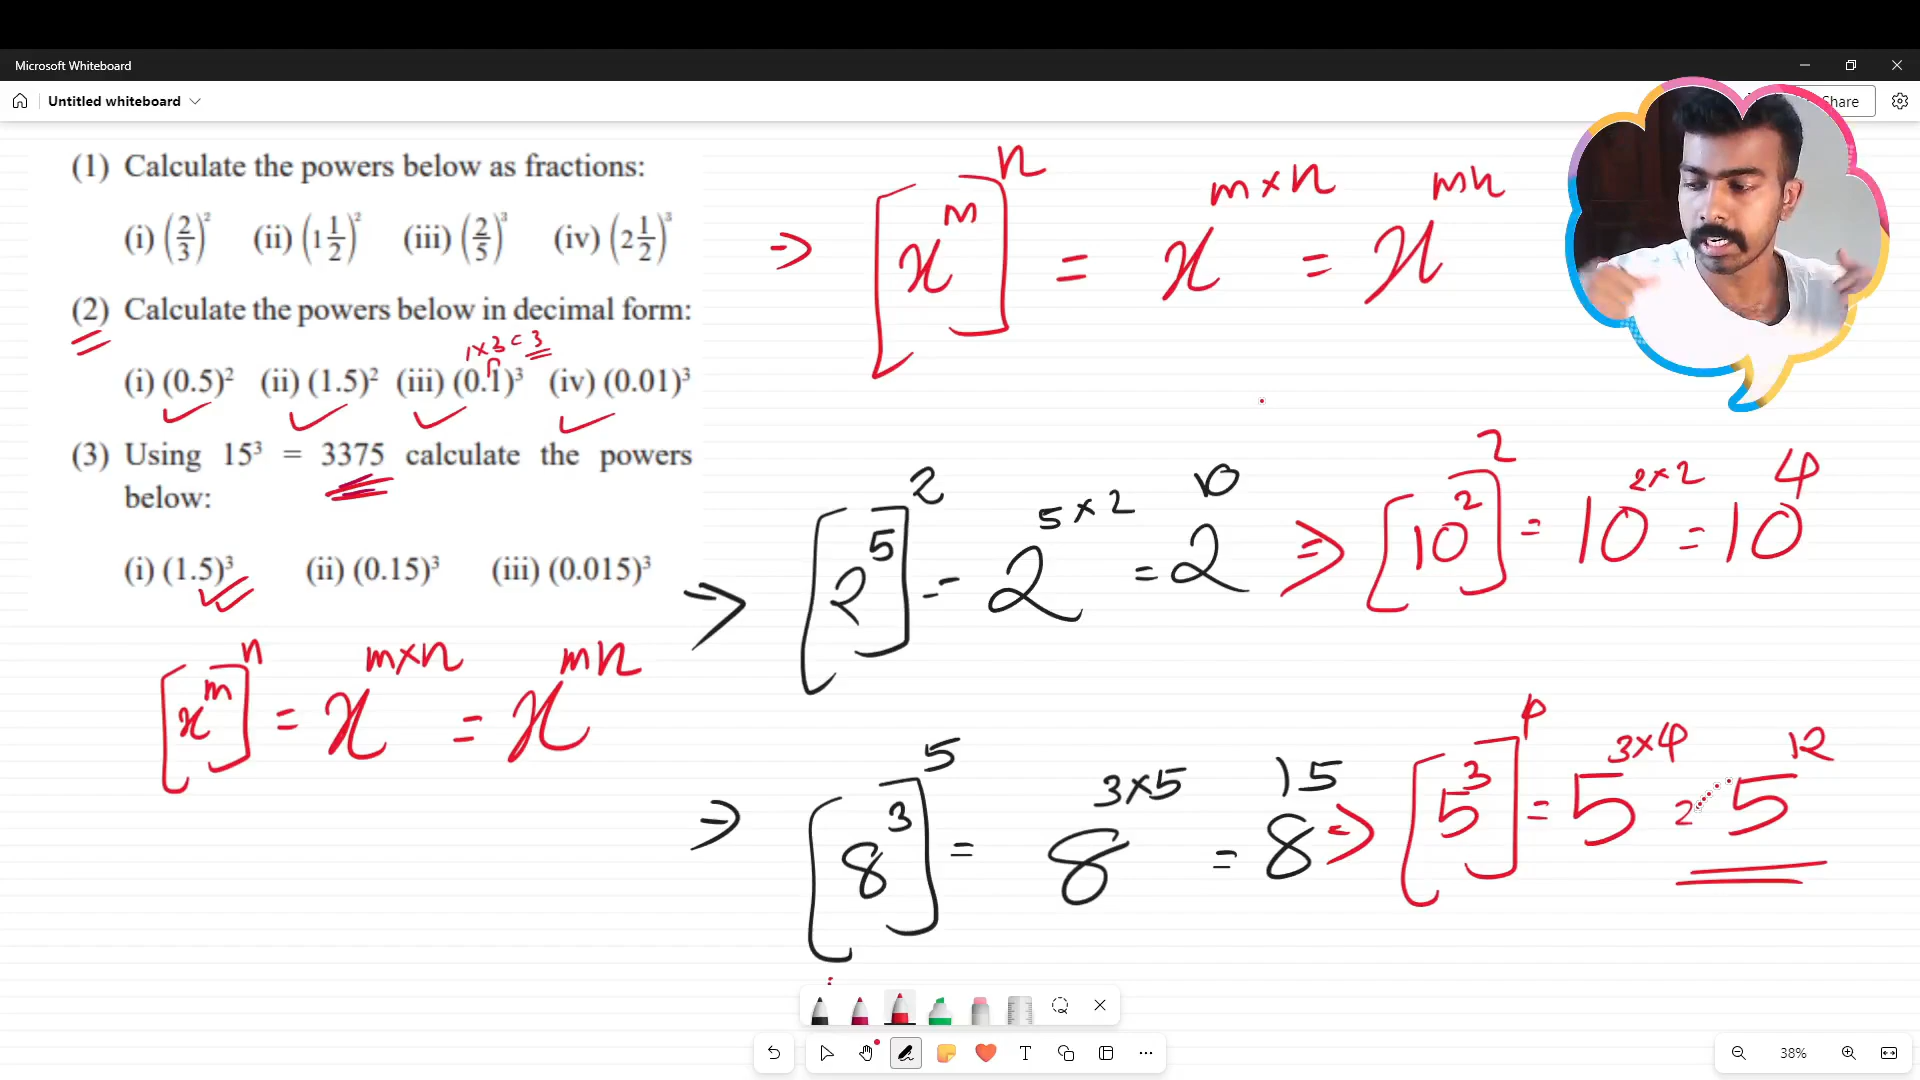 Microsoft Whiteboard
Untitled whiteboard
Share
(1) Calculate the powers below as fractions:
(i) (2/3)² (ii) (1 1/2)² (iii) (2/5)³ (iv) (2 1/2)³
(2) Calculate the powers below in decimal form:
1×3 = 3
(i) (0.5)² (ii) (1.5)² (iii) (0.1)³ (iv) (0.01)³
(3) Using 15³ = 3375 calculate the powers
below:
(i) (1.5)³ (ii) (0.15)³ (iii) (0.015)³
[x^m]^n = x^(m×n) = x^(mn)
⇒ [x^m]^n = x^(m×n) = x^(mn)
⇒ [2^5]^2 = 2^(5×2) = 2^10
⇒ [10^2]^2 = 10^(2×2) = 10^4
⇒ [8^3]^5 = 8^(3×5) = 8^15
⇒ [5^3]^4 = 5^(3×4) = 5^12
38%